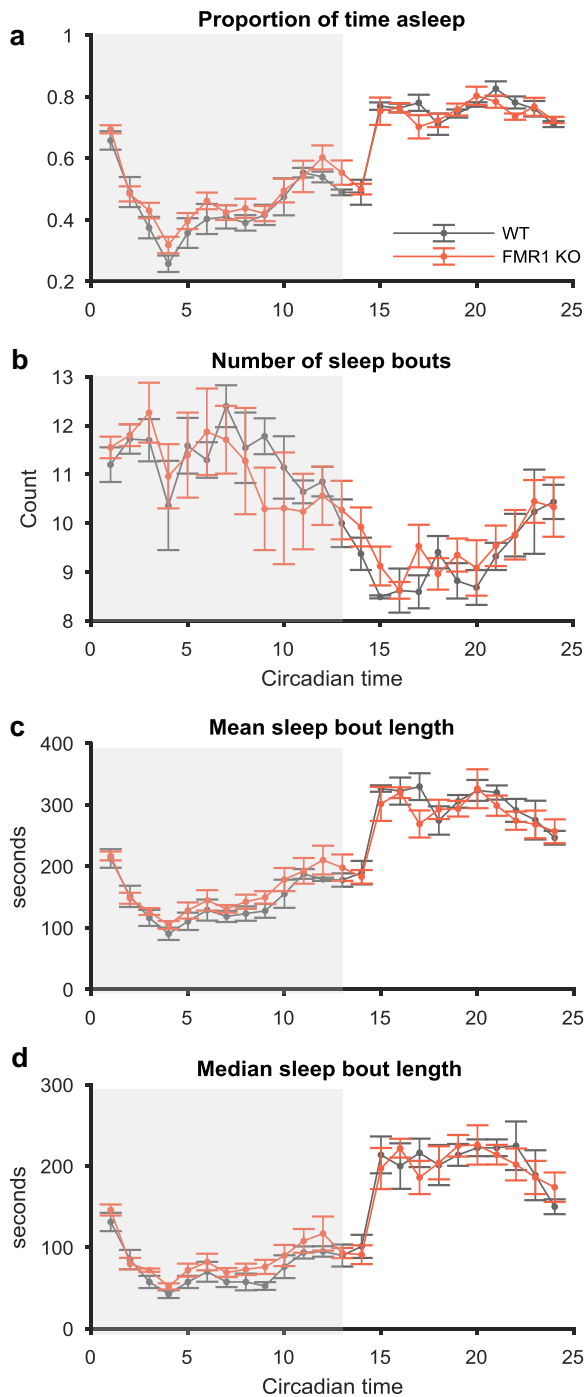 a
Proportion of time asleep
1
0.8
0.6
0.4
0.2
0 5 10 15 20 25
WT
FMR1 KO
b
Number of sleep bouts
13
12
11
10
9
8
Count
0 5 10 15 20 25
Circadian time
c
Mean sleep bout length
400
300
200
100
0
seconds
0 5 10 15 20 25
d
Median sleep bout length
300
200
100
0
seconds
0 5 10 15 20 25
Circadian time